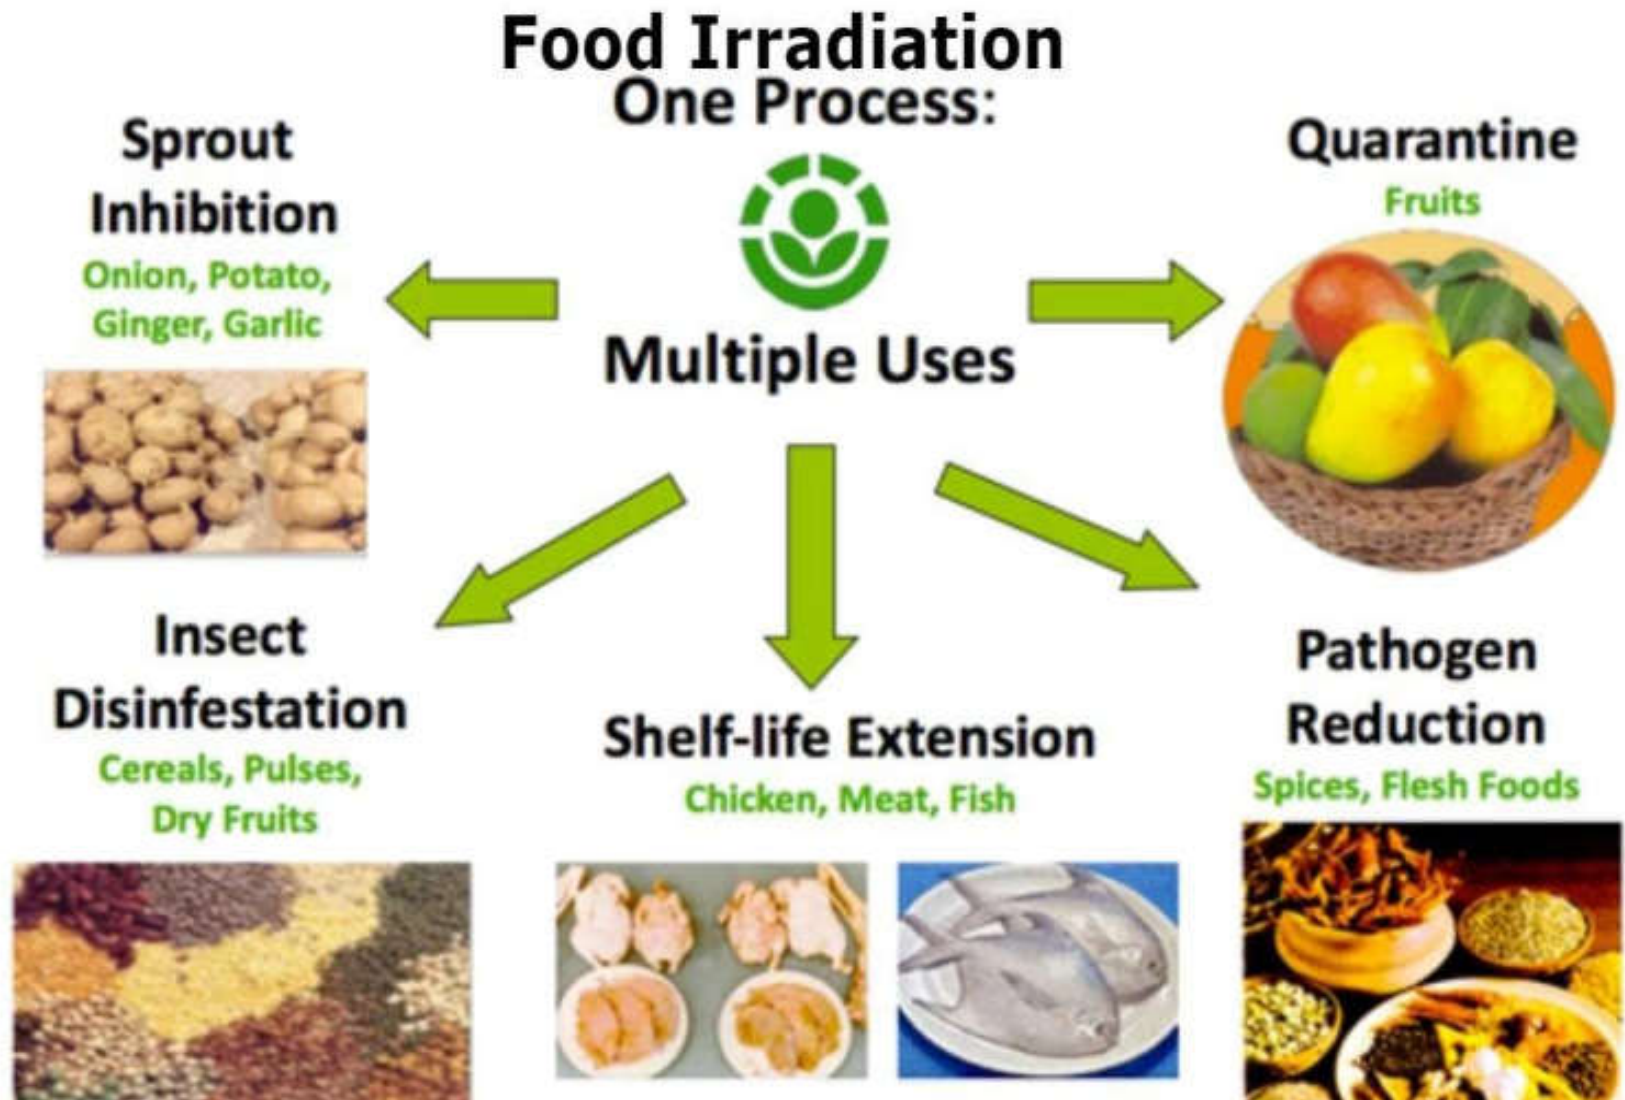 Food Irradiation
One Process:
Multiple Uses
Sprout
Inhibition
Onion, Potato,
Ginger, Garlic
Quarantine
Fruits
Insect
Disinfestation
Cereals, Pulses,
Dry Fruits
Shelf-life Extension
Chicken, Meat, Fish
Pathogen
Reduction
Spices, Flesh Foods